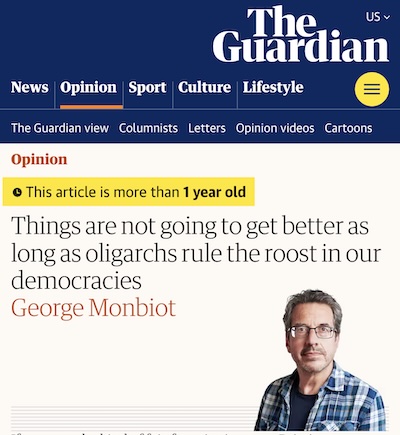 US
The
Guardian
News Opinion Sport Culture Lifestyle
The Guardian view Columnists Letters Opinion videos Cartoons
Opinion
This article is more than 1 year old
Things are not going to get better as
long as oligarchs rule the roost in our
democracies
George Monbiot